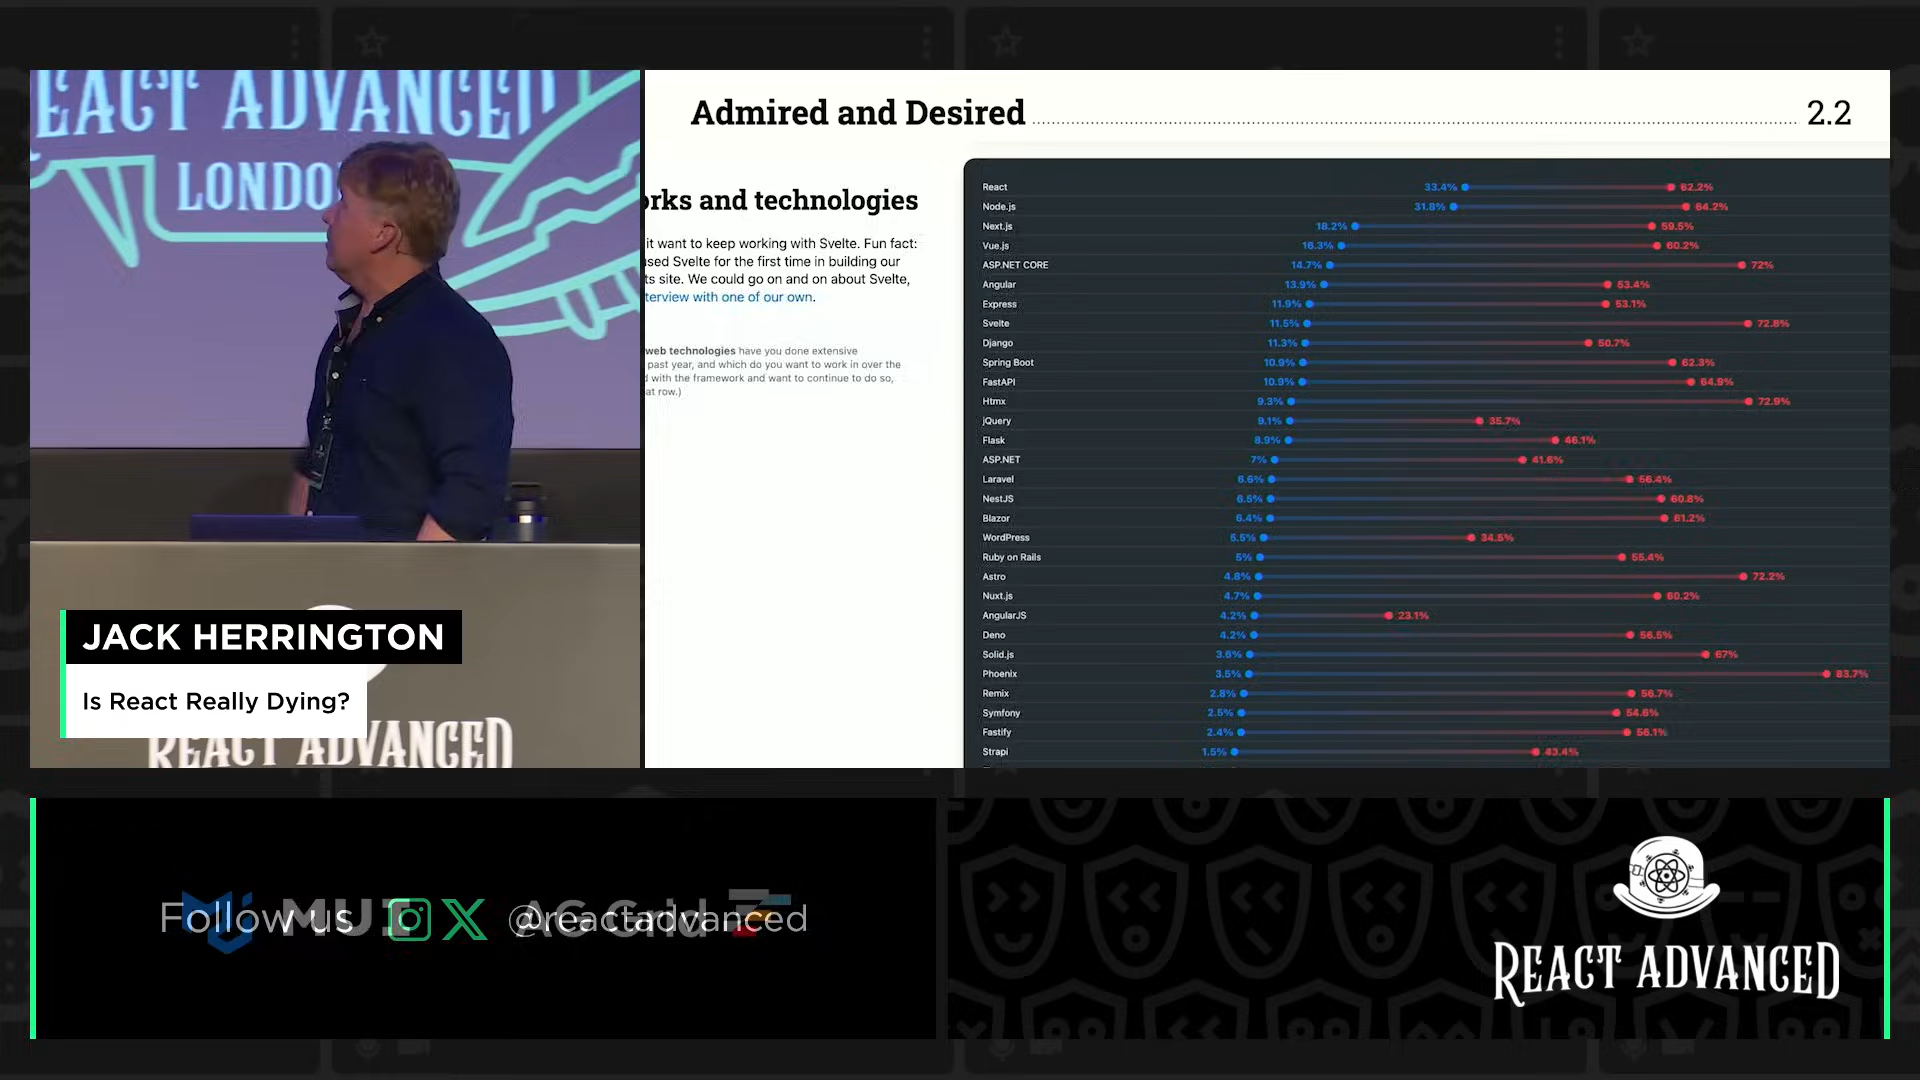 REACT ADVANCED
LONDO
JACK HERRINGTON
Is React Really Dying?
REACT ADVANCED
Admired and Desired 2.2
orks and technologies
it want to keep working with Svelte. Fun fact:
used Svelte for the first time in building our
ts site. We could go on and on about Svelte,
terview with one of our own.
web technologies have you done extensive
past year, and which do you want to work in over the
d with the framework and want to continue to do so,
at row.)
React 33.4% 62.2%
Node.js 31.8% 64.2%
Next.js 18.2% 59.5%
Vue.js 16.3% 60.2%
ASP.NET CORE 14.7% 72%
Angular 13.9% 53.4%
Express 11.9% 53.1%
Svelte 11.5% 72.8%
Django 11.3% 50.7%
Spring Boot 10.9% 62.3%
FastAPI 10.9% 64.9%
Htmx 9.3% 72.9%
jQuery 9.1% 35.7%
Flask 8.9% 46.1%
ASP.NET 7% 41.6%
Laravel 6.6% 56.4%
NestJS 6.5% 60.8%
Blazor 6.4% 61.2%
WordPress 5.5% 34.5%
Ruby on Rails 5% 55.4%
Astro 4.8% 72.2%
Nuxt.js 4.7% 60.2%
AngularJS 4.2% 23.1%
Deno 4.2% 56.5%
Solid.js 3.6% 67%
Phoenix 3.5% 83.7%
Remix 2.8% 56.7%
Symfony 2.5% 54.6%
Fastify 2.4% 56.1%
Strapi 1.5% 43.4%
Follow us @reactadvanced
MUI AG Grid
REACT ADVANCED